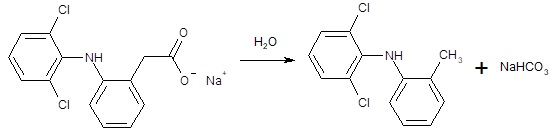 Cl
NH
Cl
O
O⁻ Na⁺
H₂O
Cl
NH
Cl
CH₃
+ NaHCO₃